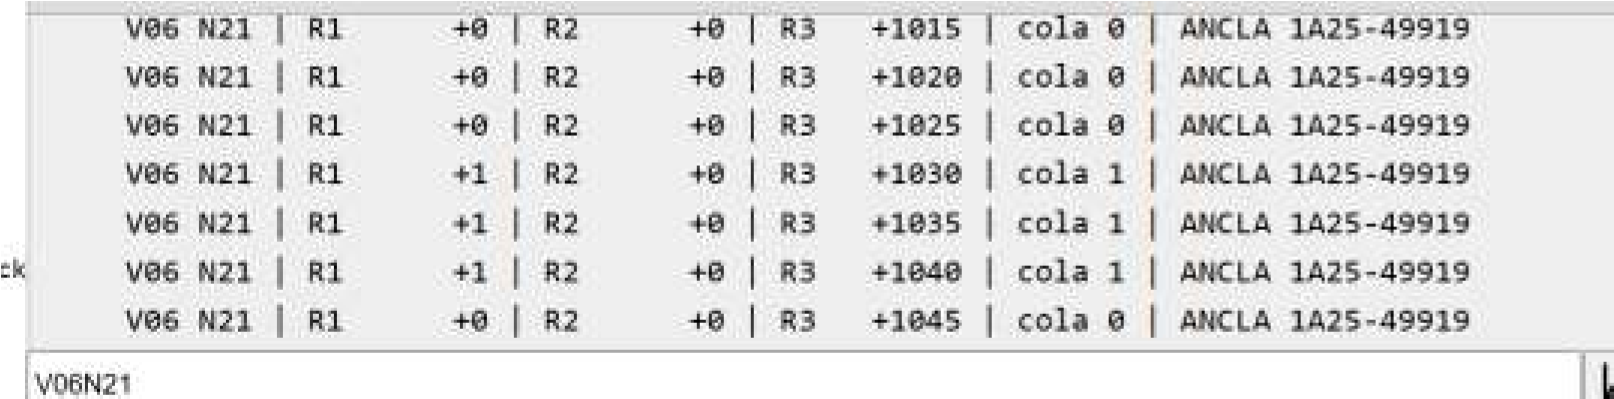 V06 N21 | R1 +0 | R2 +0 | R3 +1015 | cola 0 | ANCLA 1A25-49919
V06 N21 | R1 +0 | R2 +0 | R3 +1020 | cola 0 | ANCLA 1A25-49919
V06 N21 | R1 +0 | R2 +0 | R3 +1025 | cola 0 | ANCLA 1A25-49919
V06 N21 | R1 +1 | R2 +0 | R3 +1030 | cola 1 | ANCLA 1A25-49919
V06 N21 | R1 +1 | R2 +0 | R3 +1035 | cola 1 | ANCLA 1A25-49919
V06 N21 | R1 +1 | R2 +0 | R3 +1040 | cola 1 | ANCLA 1A25-49919
V06 N21 | R1 +0 | R2 +0 | R3 +1045 | cola 0 | ANCLA 1A25-49919
V06N21